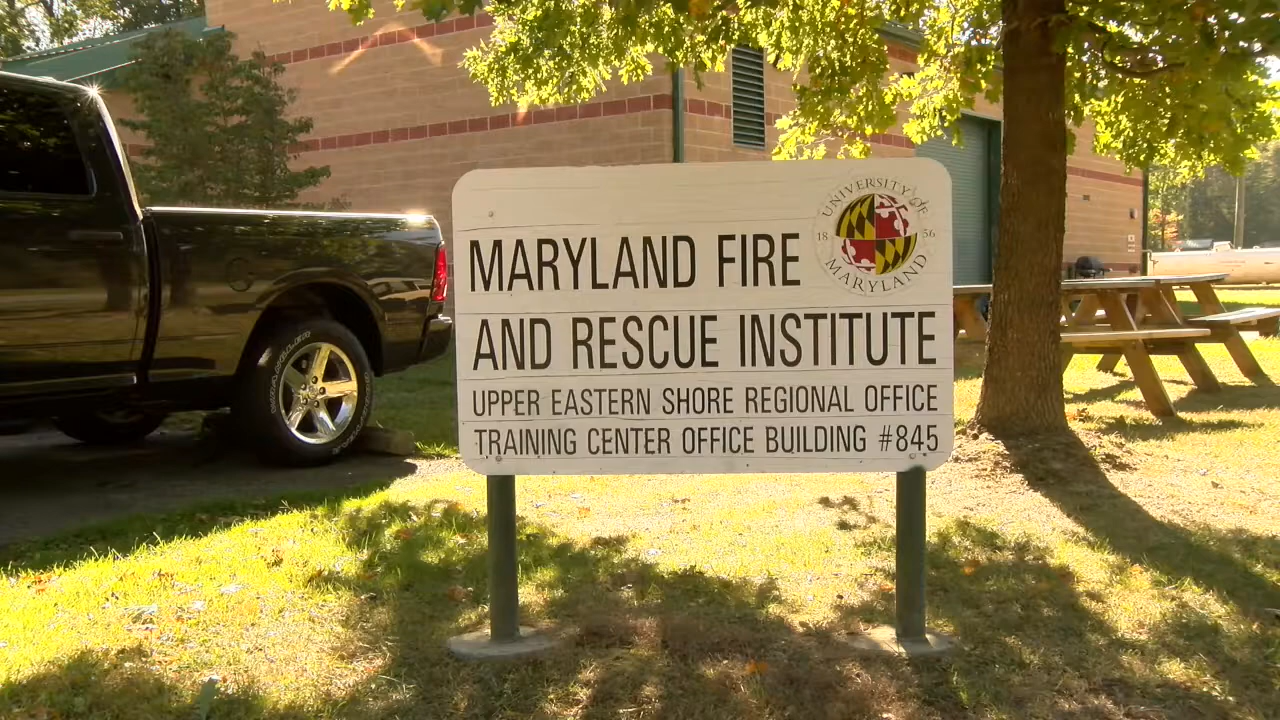 MARYLAND FIRE
AND RESCUE INSTITUTE
UPPER EASTERN SHORE REGIONAL OFFICE
TRAINING CENTER OFFICE BUILDING #845
UNIVERSITY OF
18 56
MARYLAND